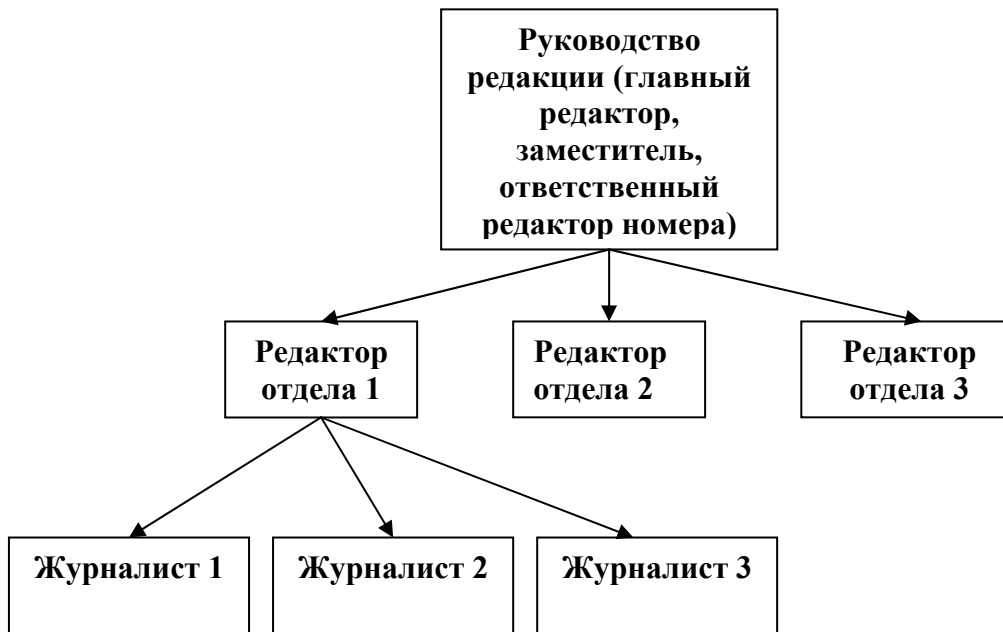 Руководство
редакции (главный
редактор,
заместитель,
ответственный
редактор номера)
Редактор
отдела 1
Редактор
отдела 2
Редактор
отдела 3
Журналист 1
Журналист 2
Журналист 3